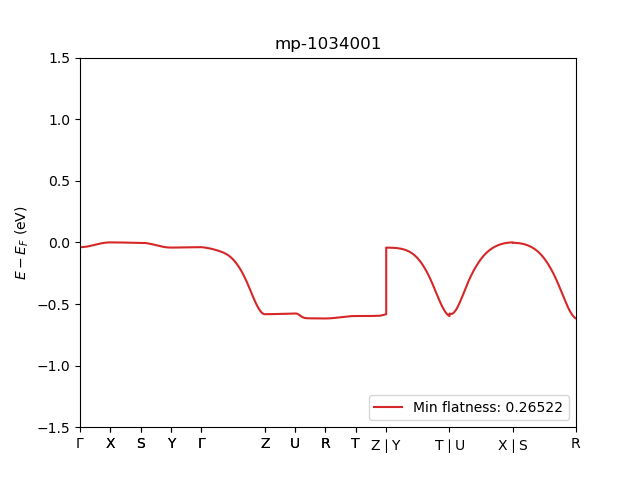 mp-1034001
1.5
1.0
0.5
0.0
−0.5
−1.0
−1.5
E − E_F (eV)
Min flatness: 0.26522
Γ X S Y Γ Z U R T Z | Y T | U X | S R